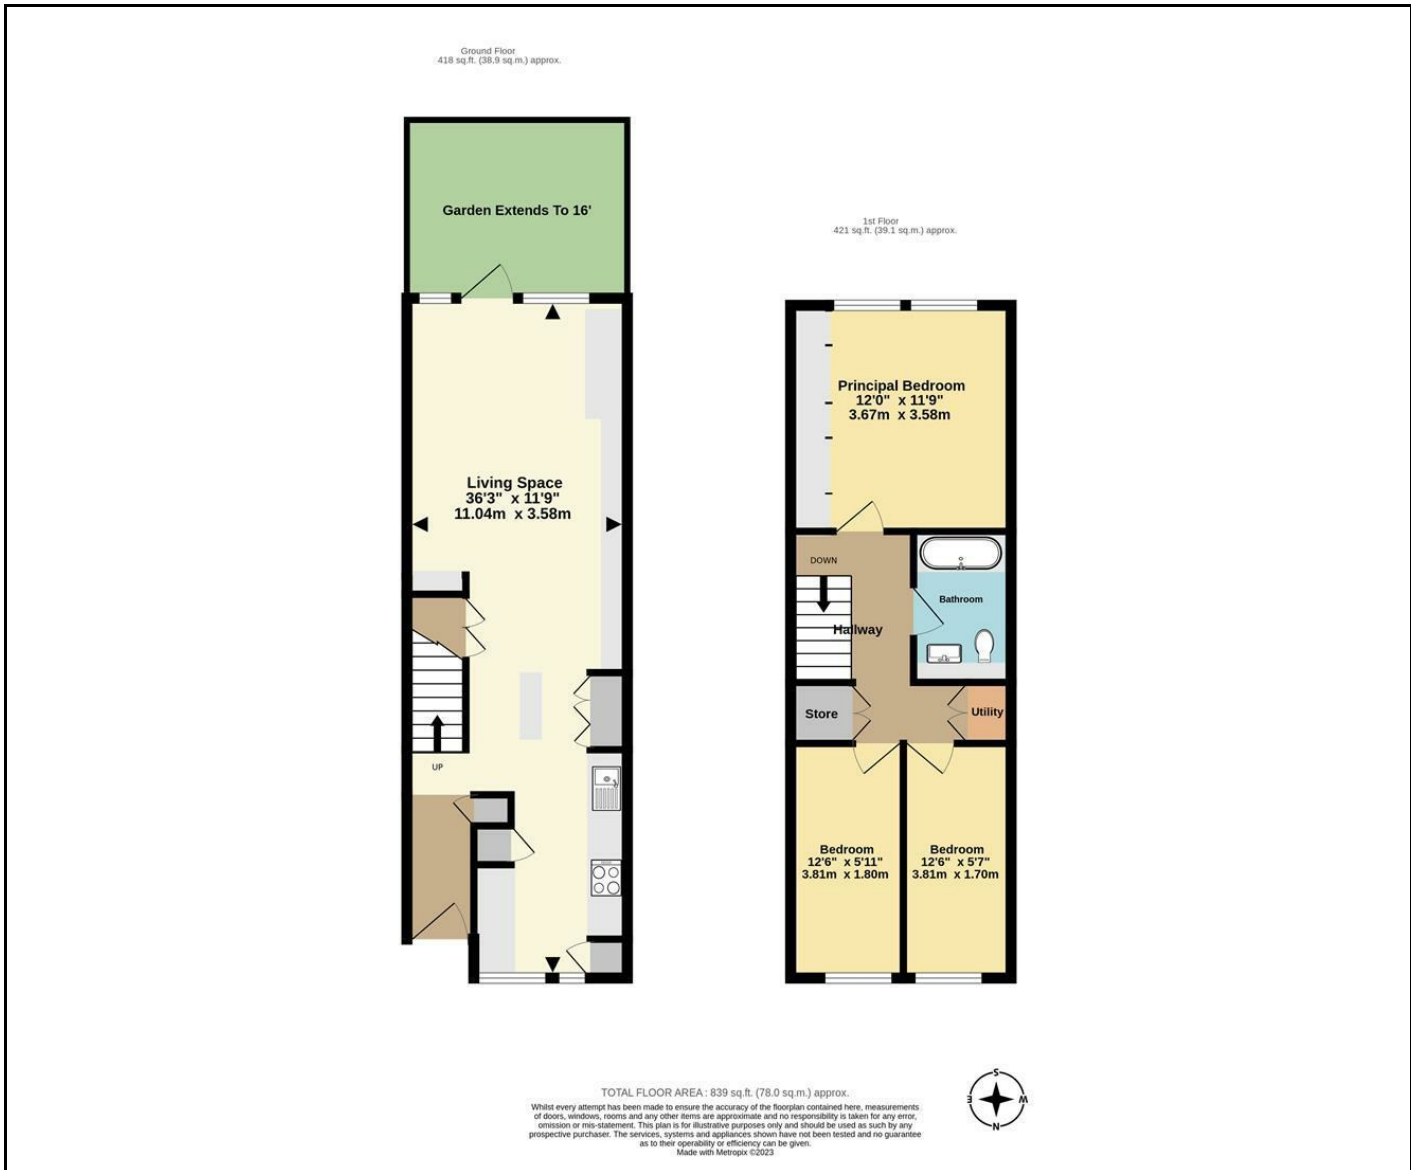 Ground Floor
418 sq.ft. (38.9 sq.m.) approx.
Garden Extends To 16'
Living Space
36'3" x 11'9"
11.04m x 3.58m
UP
1st Floor
421 sq.ft. (39.1 sq.m.) approx.
Principal Bedroom
12'0" x 11'9"
3.67m x 3.58m
DOWN
Bathroom
Hallway
Store
Utility
Bedroom
12'6" x 5'11"
3.81m x 1.80m
Bedroom
12'6" x 5'7"
3.81m x 1.70m
S
E
W
N
TOTAL FLOOR AREA : 839 sq.ft. (78.0 sq.m.) approx.
Whilst every attempt has been made to ensure the accuracy of the floorplan contained here, measurements
of doors, windows, rooms and any other items are approximate and no responsibility is taken for any error,
omission or mis-statement. This plan is for illustrative purposes only and should be used as such by any
prospective purchaser. The services, systems and appliances shown have not been tested and no guarantee
as to their operability or efficiency can be given.
Made with Metropix ©2023